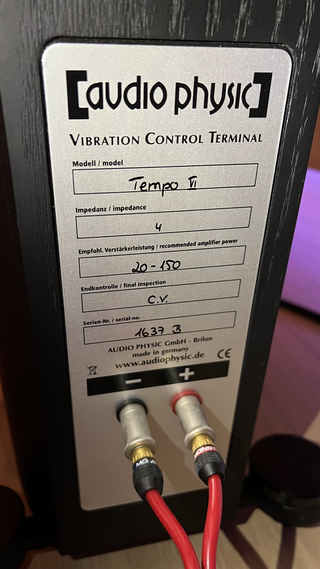 [audio physic]
VIBRATION CONTROL TERMINAL
Modell / model
Tempo VI
Impedanz / impedance
4
Empfohl. Verstärkerleistung / recommended amplifier power
20-150
Endkontrolle / final inspection
C.V.
Serien-Nr. / serial-no.
1637 B
AUDIO PHYSIC GmbH - Brilon
made in germany
www.audiophysic.de
CE
− +